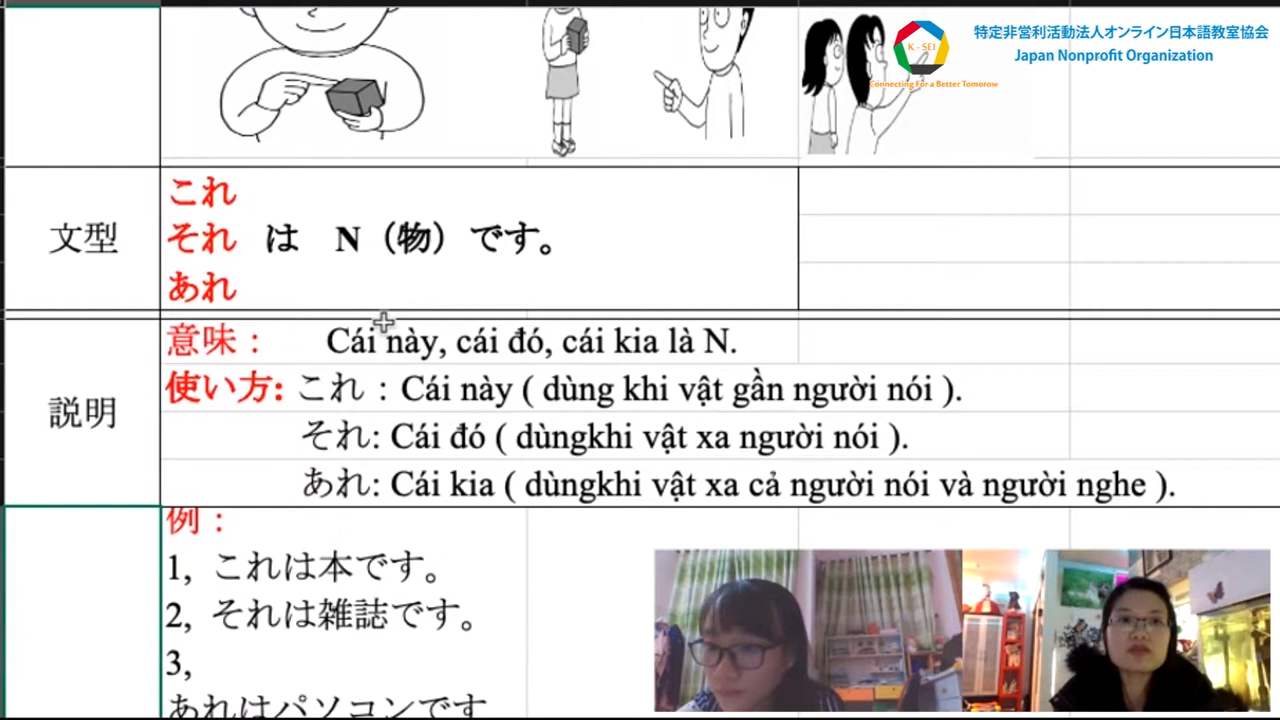 K - SEI
Connecting For a Better Tomorrow
特定非営利活動法人オンライン日本語教室協会
Japan Nonprofit Organization
文型
これ
それ は N（物）です。
あれ
説明
意味： Cái này, cái đó, cái kia là N.
使い方: これ：Cái này ( dùng khi vật gần người nói ).
それ: Cái đó ( dùngkhi vật xa người nói ).
あれ: Cái kia ( dùngkhi vật xa cả người nói và người nghe ).
例：
1, これは本です。
2, それは雑誌です。
3,
あれはパソコンです